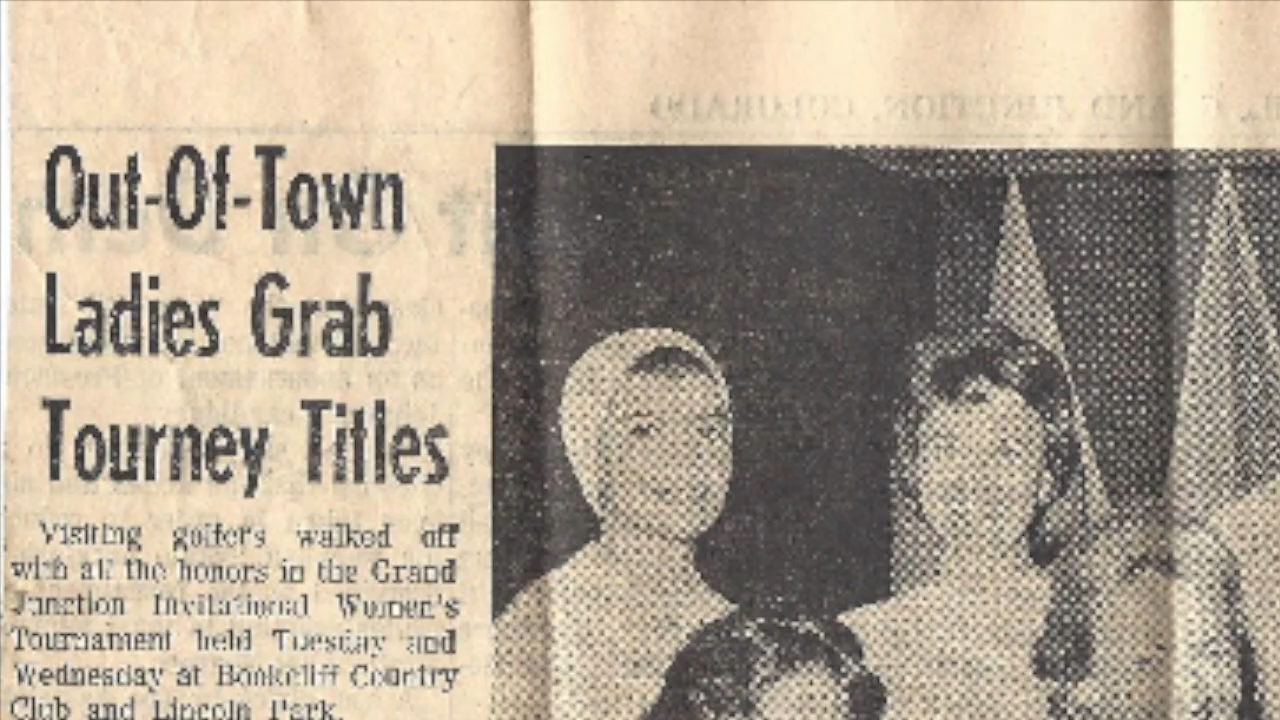 Out-Of-Town
Ladies Grab
Tourney Titles
Visiting golfers walked off
with all the honors in the Grand
Junction Invitational Women's
Tournament held Tuesday and
Wednesday at Bookcliff Country
Club and Lincoln Park.